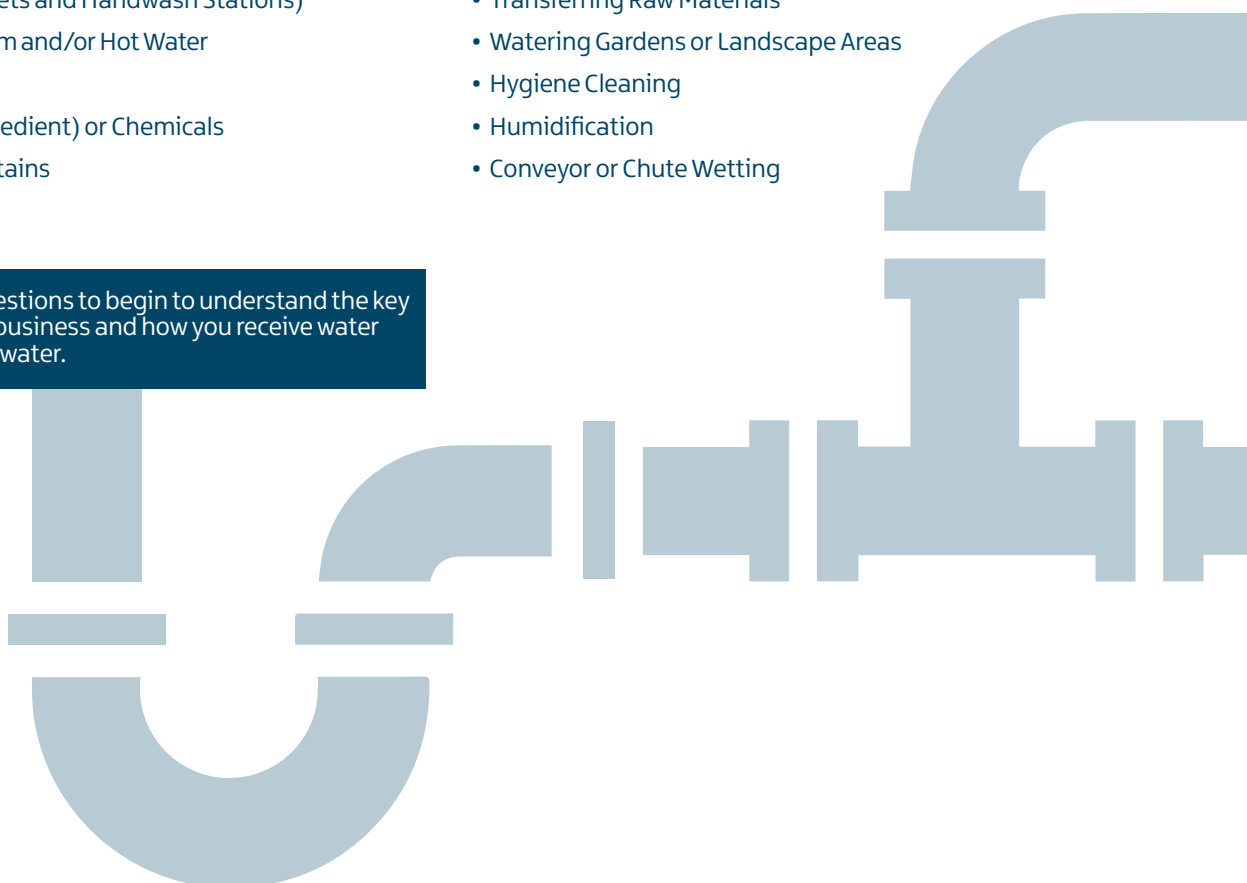 ets and Handwash Stations)
m and/or Hot Water
edient) or Chemicals
tains
• Transferring Raw Materials
• Watering Gardens or Landscape Areas
• Hygiene Cleaning
• Humidification
• Conveyor or Chute Wetting
estions to begin to understand the key
business and how you receive water
water.